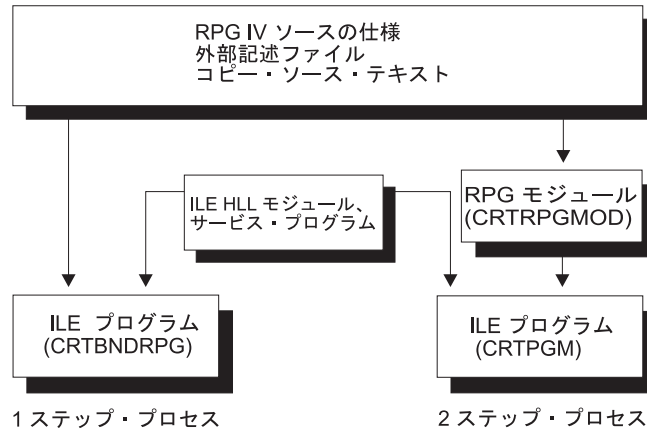 RPG IV ソースの仕様
外部記述ファイル
コピー・ソース・テキスト
ILE HLL モジュール、
サービス・プログラム
RPG モジュール
(CRTRPGMOD)
ILE プログラム
(CRTBNDRPG)
ILE プログラム
(CRTPGM)
1 ステップ・プロセス
2 ステップ・プロセス